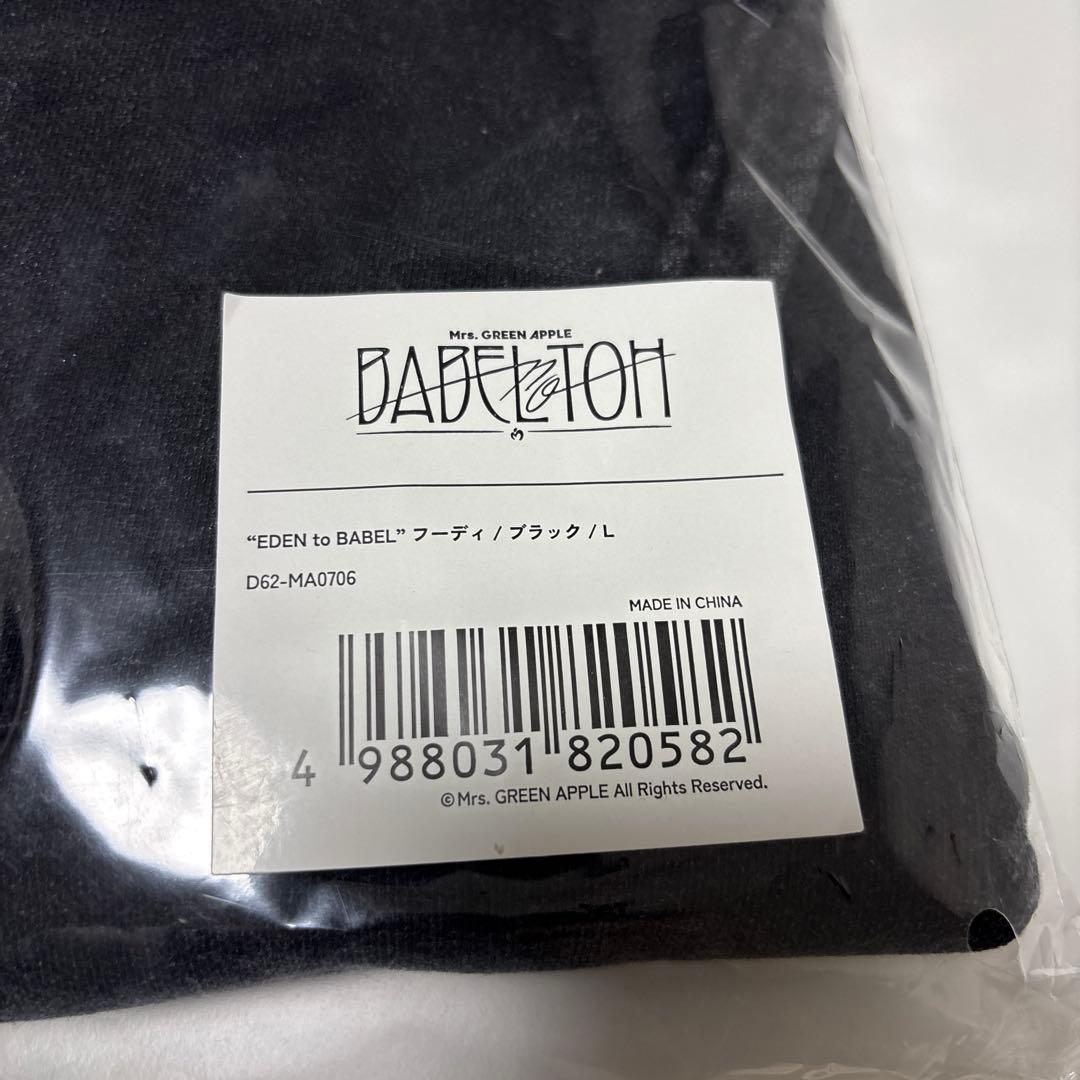 Mrs. GREEN APPLE
BABEL no TOH
“EDEN to BABEL” フーディ / ブラック / L
D62-MA0706
MADE IN CHINA
4 988031 820582
©Mrs. GREEN APPLE All Rights Reserved.